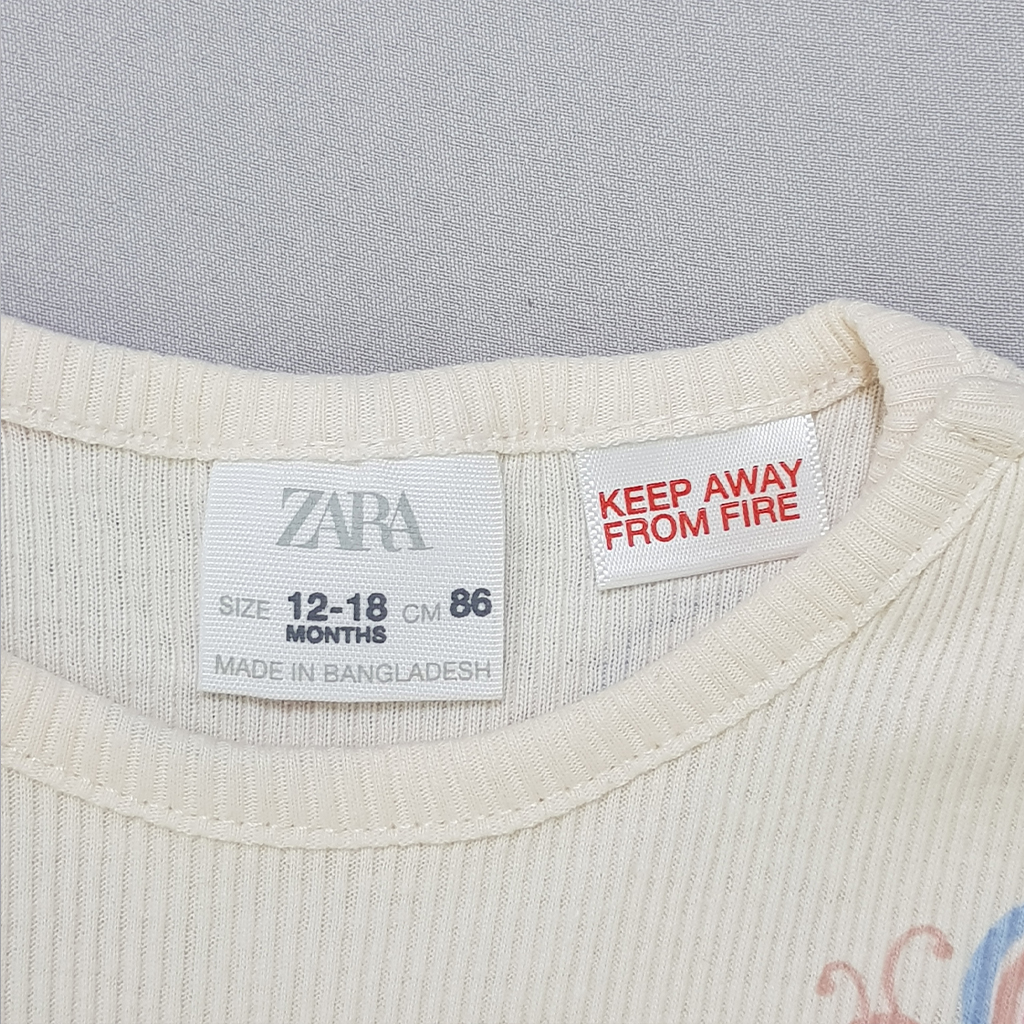 ZARA
SIZE 12-18 MONTHS CM 86
MADE IN BANGLADESH
KEEP AWAY
FROM FIRE